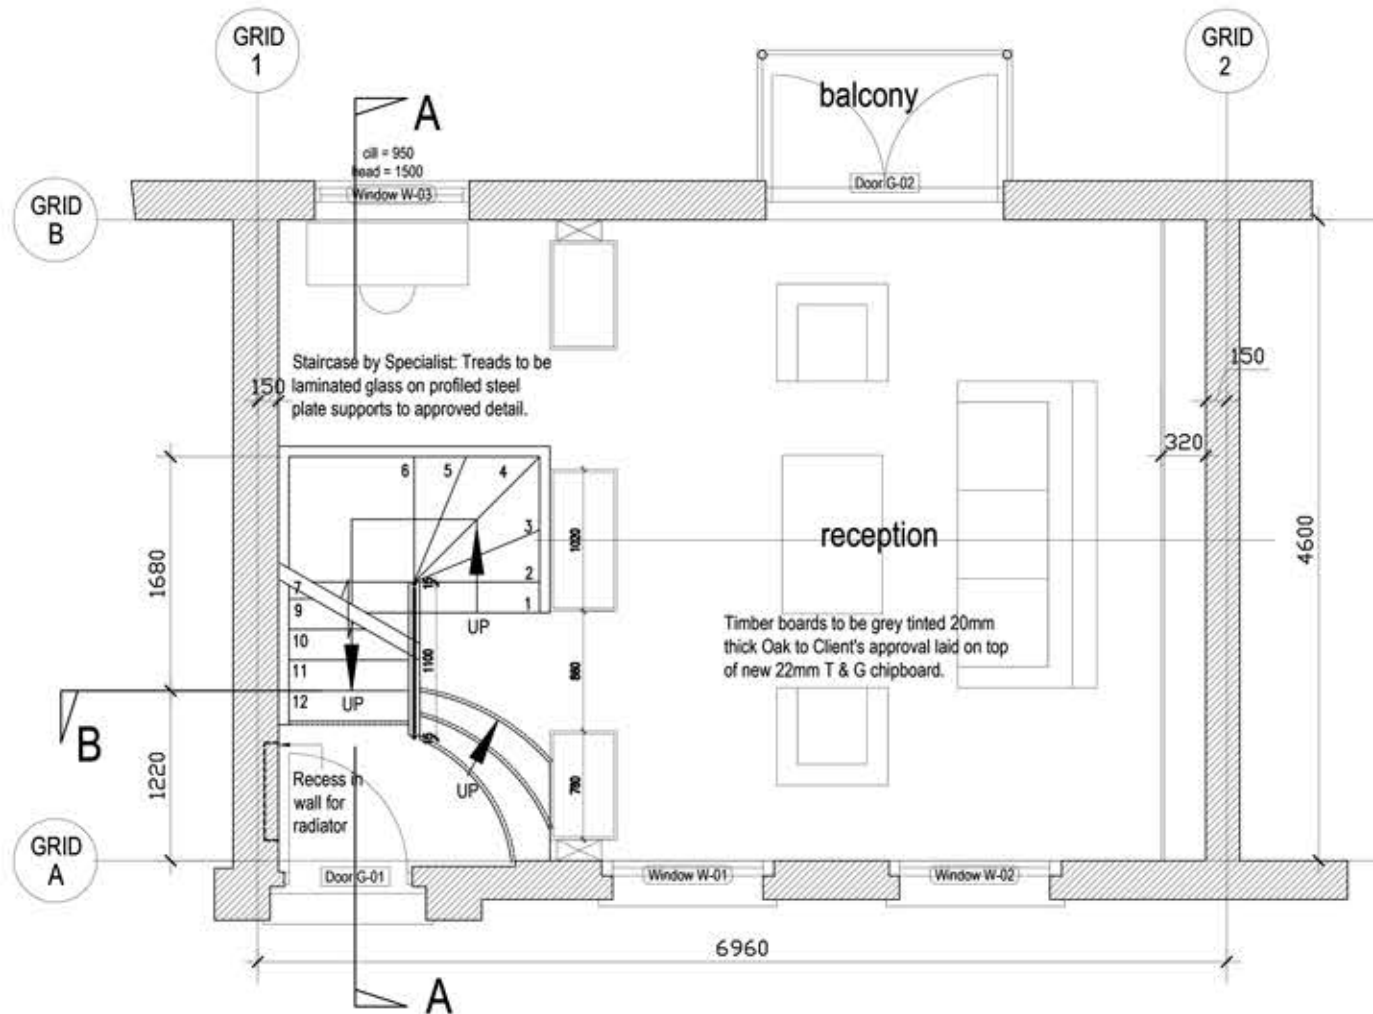 GRID
1
GRID
2
balcony
A
cill = 950
head = 1500
Window W-03
Door G-02
GRID
B
150
Staircase by Specialist: Treads to be
laminated glass on profiled steel
plate supports to approved detail.
150
320
6
5
4
3
2
1
1020
reception
4600
1680
7
9
10
11
12
15
UP
1100
860
Timber boards to be grey tinted 20mm
thick Oak to Client's approval laid on top
of new 22mm T & G chipboard.
UP
B
15
UP
780
1220
Recess in
wall for
radiator
GRID
A
Door G-01
Window W-01
Window W-02
6960
A